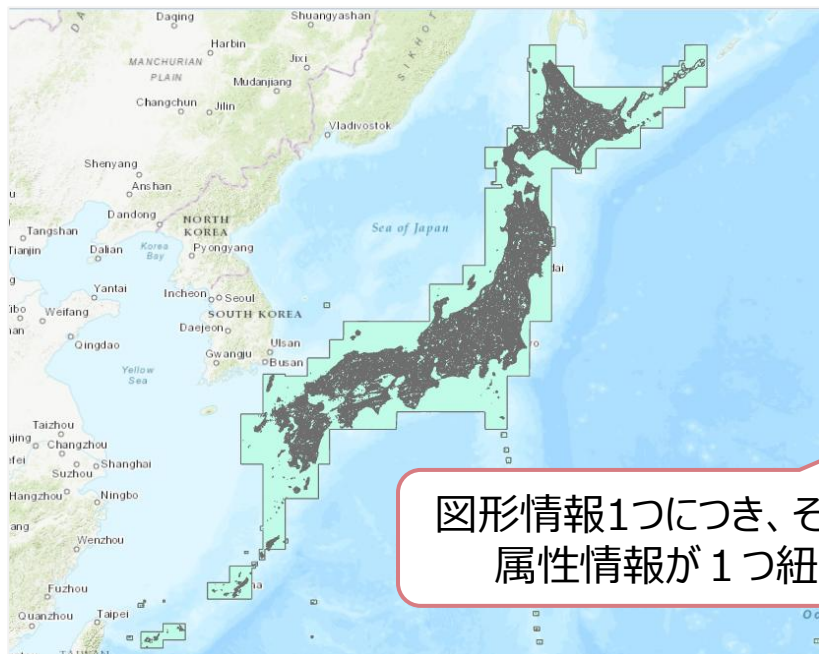 Daqing
Shuangyashan
Harbin
MANCHURIAN
PLAIN
Jixi
Mudanjiang
Changchun
Jilin
SIKHOT
Vladivostok
Shenyang
Anshan
Dandong
NORTH
KOREA
Sea of Japan
Tangshan
Tianjin
Dalian
Korea
Bay
Pyongyang
Yantai
Incheon
Seoul
SOUTH KOREA
Weifang
Daejeon
Qingdao
Ulsan
Gwangju
Busan
Yellow
Sea
Taizhou
Changzhou
Suzhou
Shanghai
Hangzhou
Ningbo
Wenzhou
Fuzhou
Quanzhou
Taipei
TAIWAN
図形情報1つにつき、そ
属性情報が１つ紐